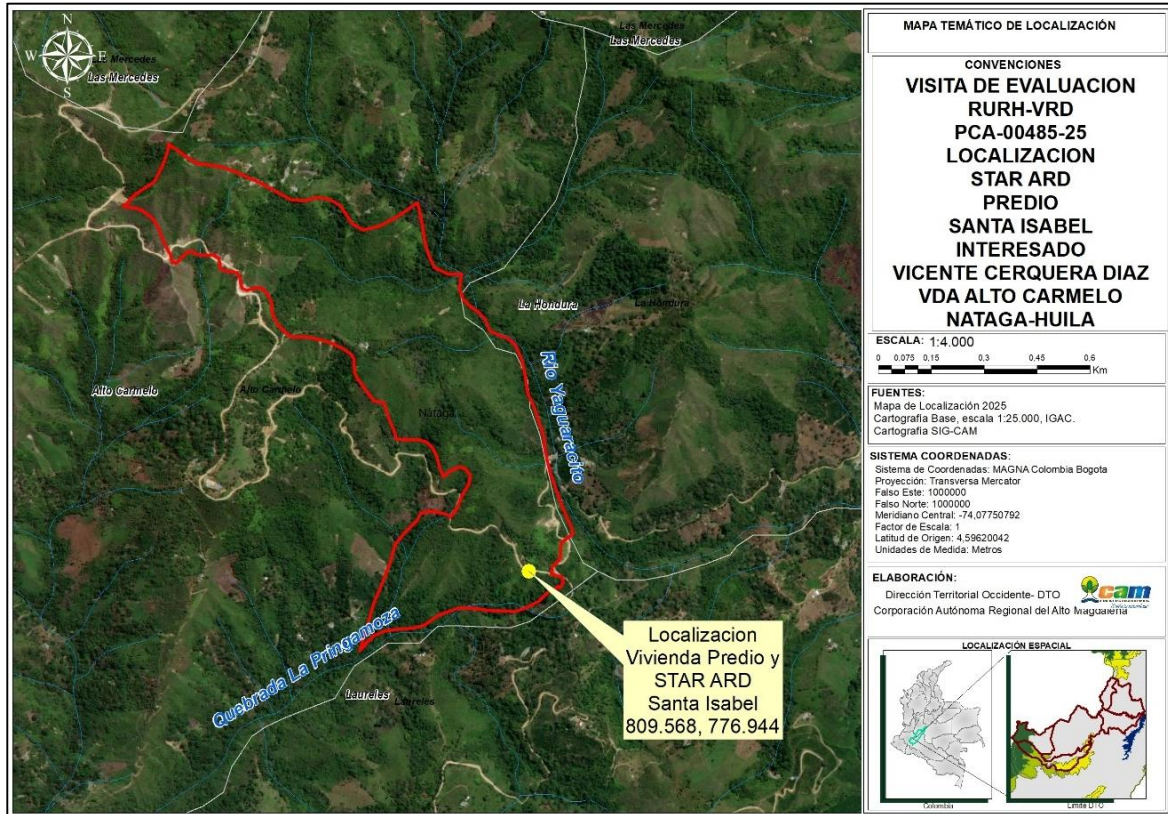 N
W E
S
Las Mercedes
Las Mercedes
Las Mercedes
Las Mercedes
La Hondura
La Hondura
Alto Carmelo
Alto Carmelo
Nátaga
Rio Yaguaracito
Quebrada La Pringamoza
Laureles
Laureles
Localizacion
Vivienda Predio y
STAR ARD
Santa Isabel
809.568, 776.944
MAPA TEMÁTICO DE LOCALIZACIÓN
CONVENCIONES
VISITA DE EVALUACION
RURH-VRD
PCA-00485-25
LOCALIZACION
STAR ARD
PREDIO
SANTA ISABEL
INTERESADO
VICENTE CERQUERA DIAZ
VDA ALTO CARMELO
NATAGA-HUILA
ESCALA: 1:4.000
0 0,075 0,15 0,3 0,45 0,6
Km
FUENTES:
Mapa de Localización 2025
Cartografía Base, escala 1:25.000, IGAC.
Cartografía SIG-CAM
SISTEMA COORDENADAS:
Sistema de Coordenadas: MAGNA Colombia Bogota
Proyección: Transversa Mercator
Falso Este: 1000000
Falso Norte: 1000000
Meridiano Central: -74,07750792
Factor de Escala: 1
Latitud de Origen: 4,59620042
Unidades de Medida: Metros
ELABORACIÓN:
Dirección Territorial Occidente- DTO
cam
Corporación Autónoma Regional del Alto Magdalena
LOCALIZACIÓN ESPACIAL
Colombia
Limite DTO